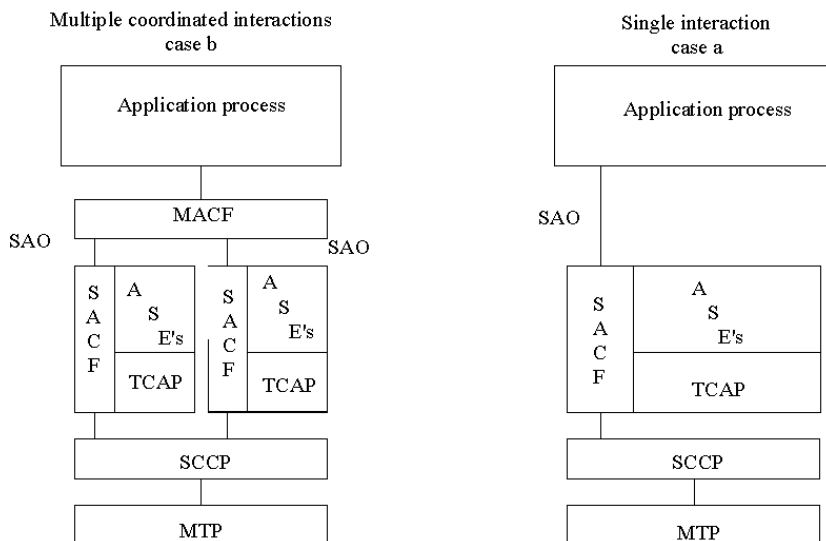 Multiple coordinated interactions
case b
Application process
MACF
SAO
SAO
S
A
C
F
A
S
E's
TCAP
S
A
C
F
A
S
E's
TCAP
SCCP
MTP
Single interaction
case a
Application process
SAO
S
A
C
F
A
S
E's
TCAP
SCCP
MTP